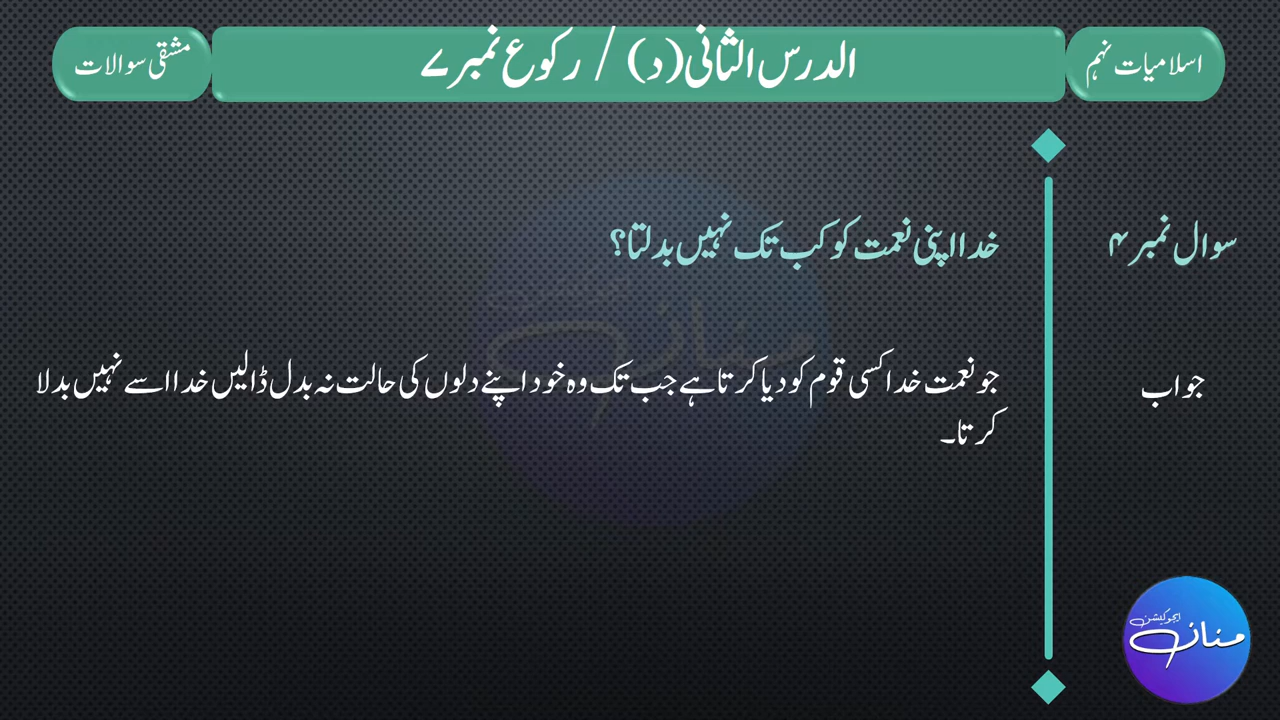 اسلامیات نہم
الدرس الثانی (د) / رکوع نمبر ۷
مشقی سوالات
سوال نمبر ۴
خدا اپنی نعمت کو کب تک نہیں بدلتا؟
جواب
جو نعمت خدا کسی قوم کو دیا کرتا ہے جب تک وہ خود اپنے دلوں کی حالت نہ بدل ڈالیں خدا اسے نہیں بدلا
کرتا۔
ایجوکیشن
منان